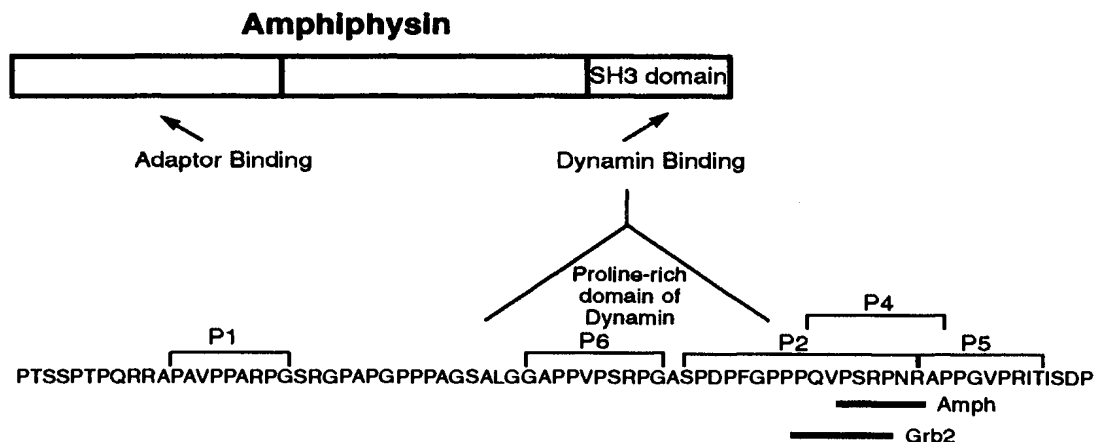 Amphiphysin
SH3 domain
Adaptor Binding
Dynamin Binding
Proline-rich
domain of
Dynamin
P4
P1
P6
P2
P5
PTSSPTPQRRAPAVPPARPGSRGPAPGPPPAGSALGGAPPVPSRPGASPDPFGPPPQVPSRPNRAPPGVPRITISDP
Amph
Grb2